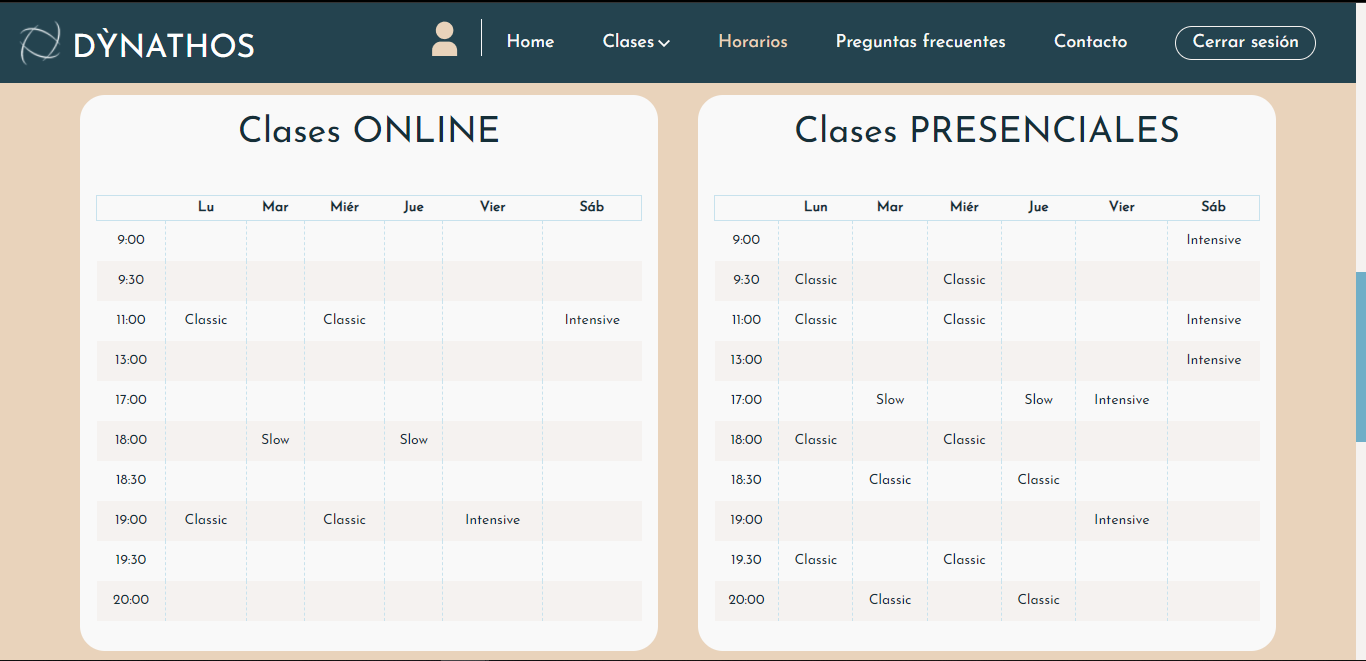 DỲNATHOS
Home Clases Horarios Preguntas frecuentes Contacto Cerrar sesión
Clases ONLINE
Lu Mar Miér Jue Vier Sáb
9:00
9:30
11:00 Classic Classic Intensive
13:00
17:00
18:00 Slow Slow
18:30
19:00 Classic Classic Intensive
19:30
20:00
Clases PRESENCIALES
Lun Mar Miér Jue Vier Sáb
9:00 Intensive
9:30 Classic Classic
11:00 Classic Classic Intensive
13:00 Intensive
17:00 Slow Slow Intensive
18:00 Classic Classic
18:30 Classic Classic
19:00 Intensive
19.30 Classic Classic
20:00 Classic Classic